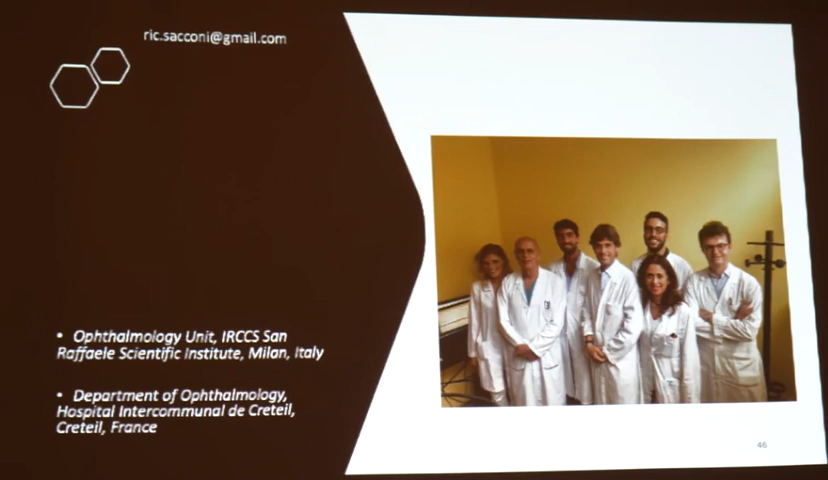 ric.sacconi@gmail.com
• Ophthalmology Unit, IRCCS San
Raffaele Scientific Institute, Milan, Italy
• Department of Ophthalmology,
Hospital Intercommunal de Creteil,
Creteil, France
46